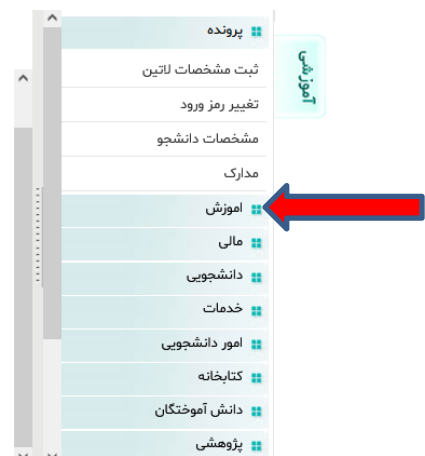 پرونده
آموزشی
ثبت مشخصات لاتین
تغییر رمز ورود
مشخصات دانشجو
مدارک
اموزش
مالی
دانشجویی
خدمات
امور دانشجویی
کتابخانه
دانش آموختگان
پژوهشی